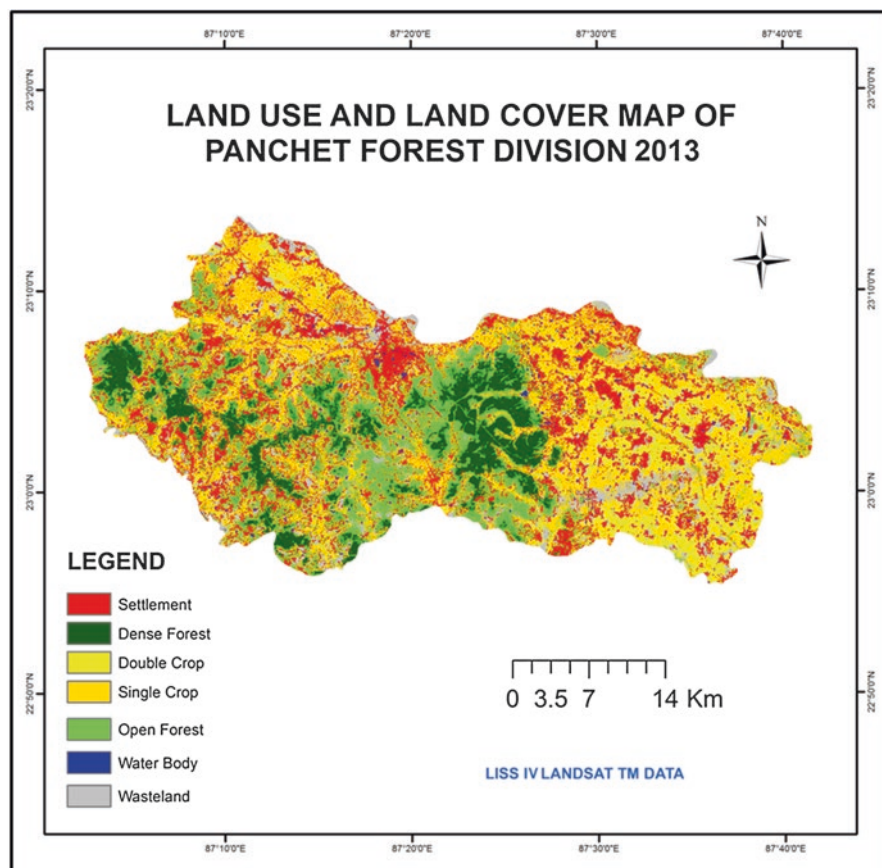 87°10'0"E 87°20'0"E 87°30'0"E 87°40'0"E
23°20'0"N 23°20'0"N
LAND USE AND LAND COVER MAP OF
PANCHET FOREST DIVISION 2013
N
23°10'0"N 23°10'0"N
23°0'0"N 23°0'0"N
LEGEND
Settlement
Dense Forest
Double Crop
Single Crop
Open Forest
Water Body
Wasteland
0 3.5 7 14 Km
22°50'0"N 22°50'0"N
LISS IV LANDSAT TM DATA
87°10'0"E 87°20'0"E 87°30'0"E 87°40'0"E